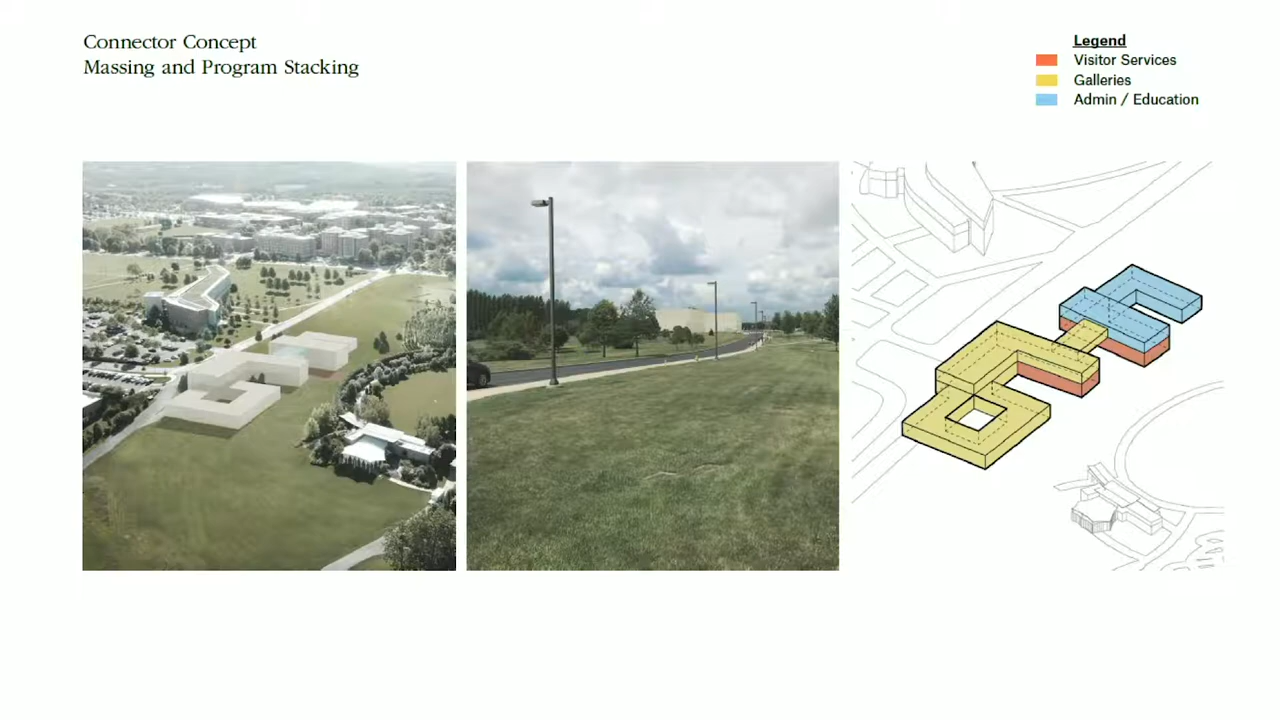 Connector Concept
Massing and Program Stacking
Legend
Visitor Services
Galleries
Admin / Education